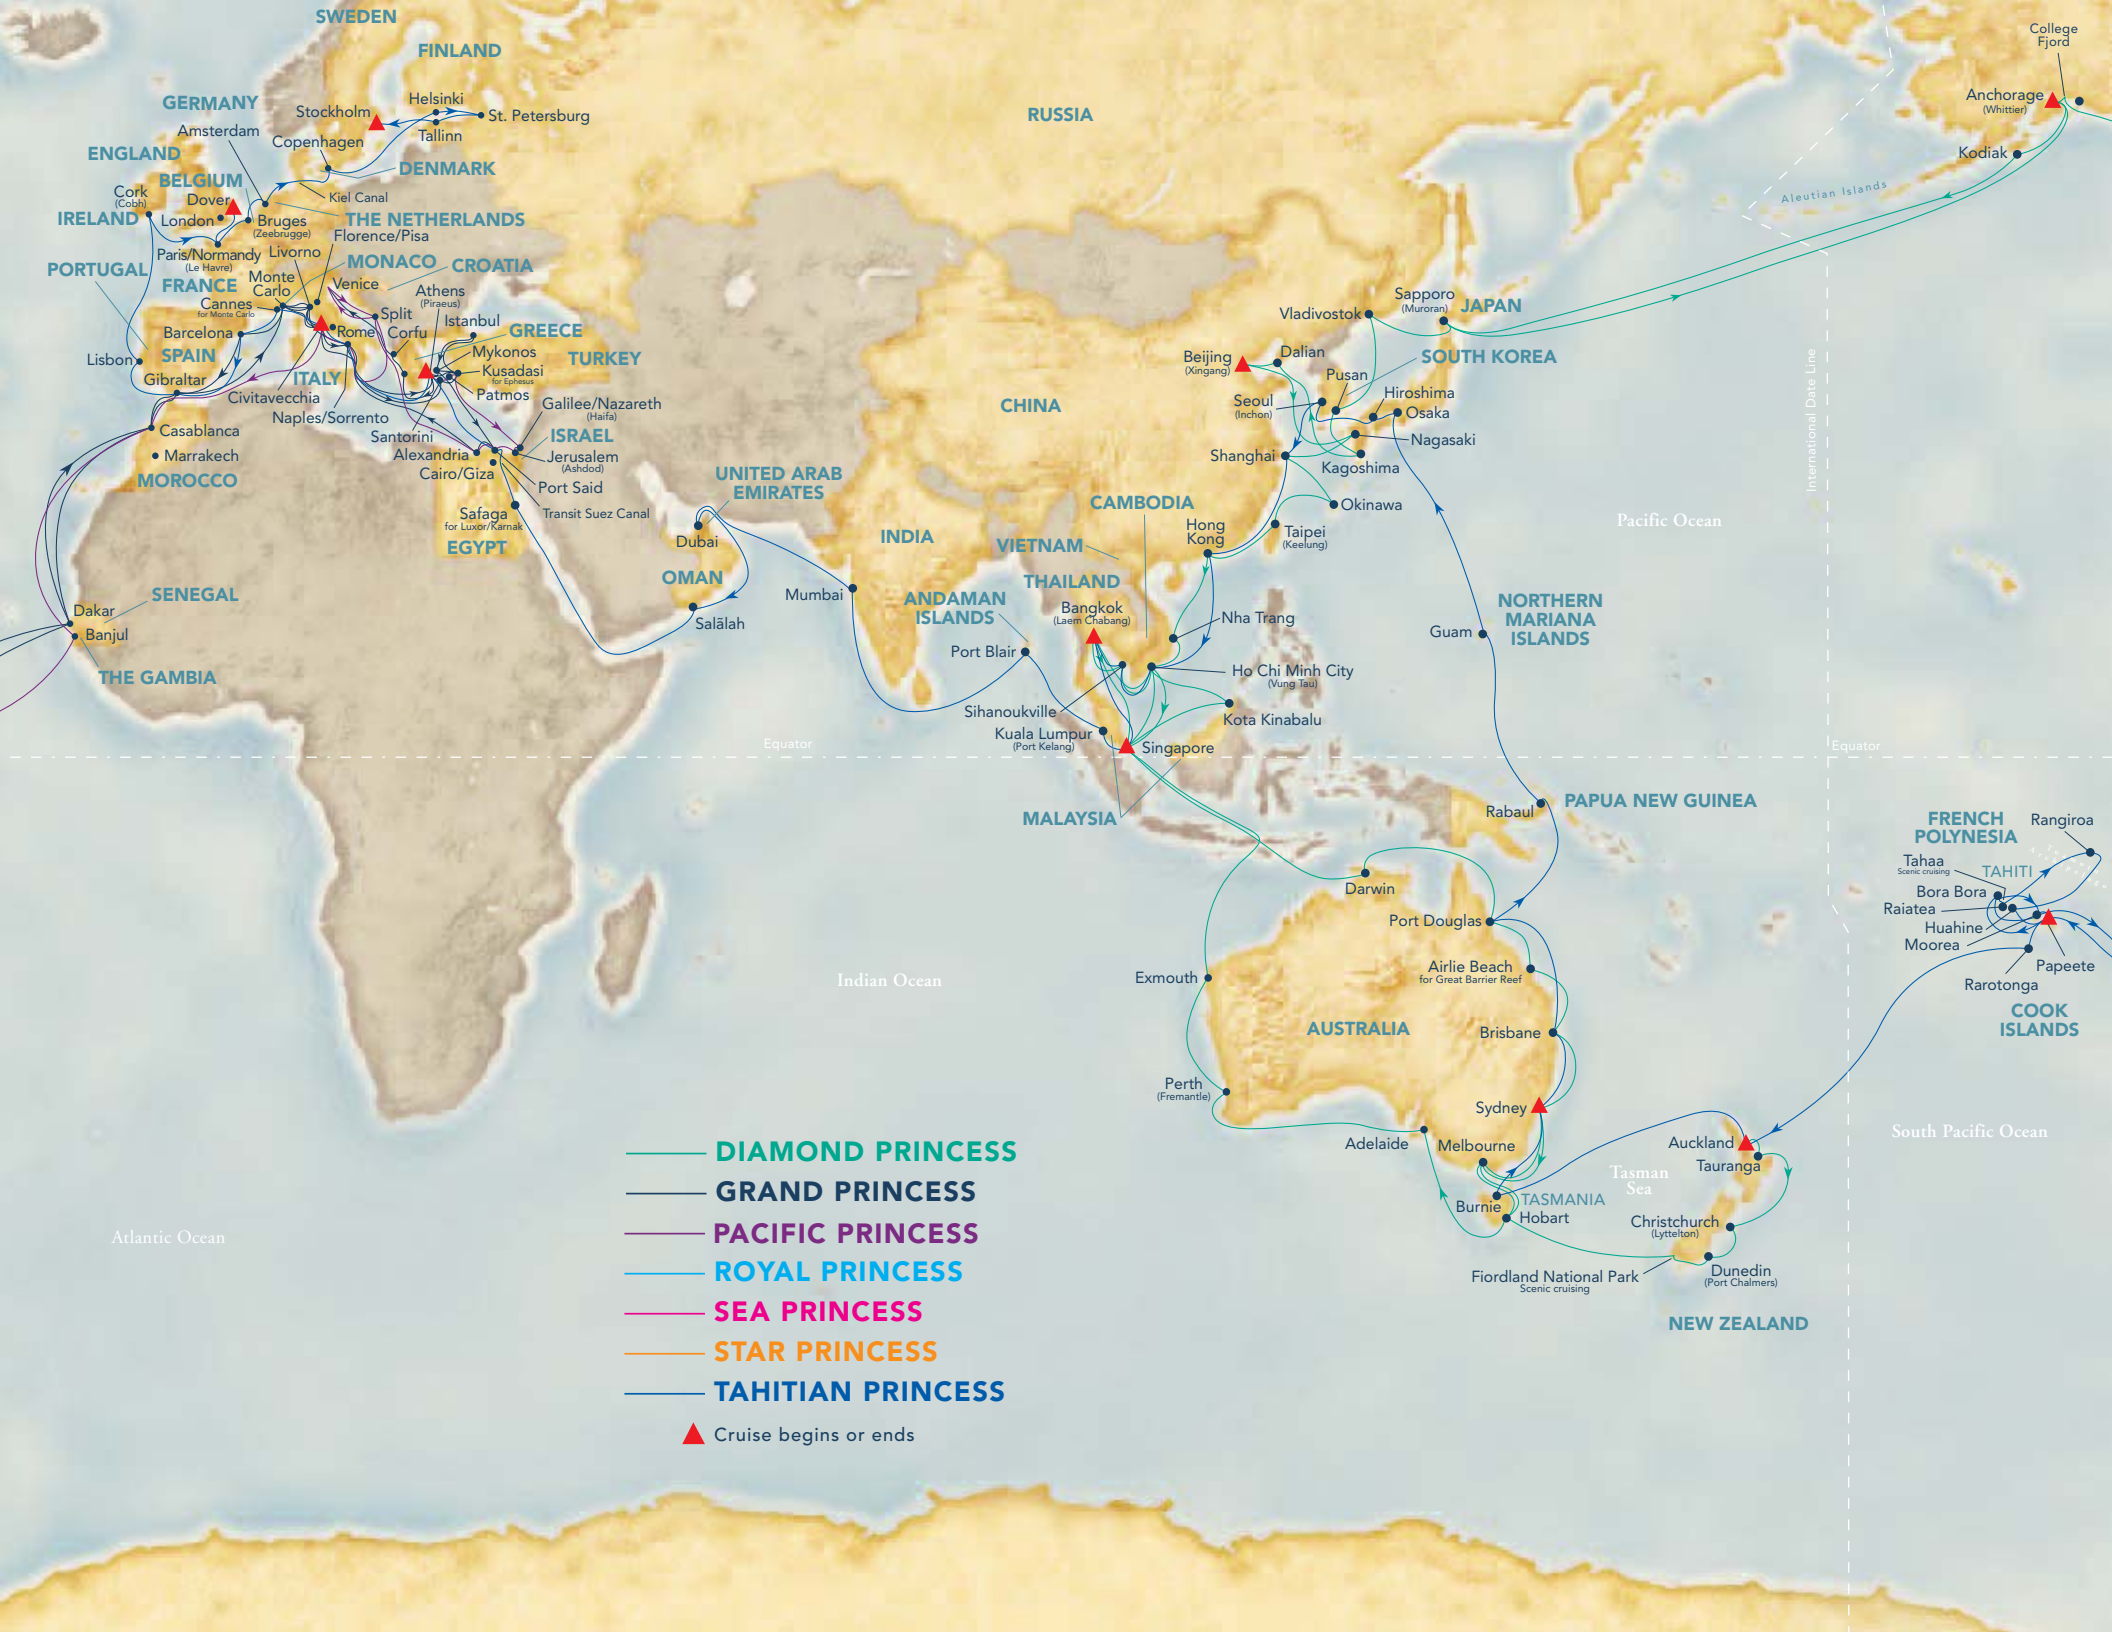 SWEDEN
FINLAND
GERMANY
Amsterdam
Stockholm
Helsinki
St. Petersburg
Tallinn
Copenhagen
ENGLAND
DENMARK
BELGIUM
Cork
(Cobh)
Dover
Kiel Canal
IRELAND
London
Bruges
(Zeebrugge)
THE NETHERLANDS
Florence/Pisa
Paris/Normandy
(Le Havre)
Livorno
PORTUGAL
MONACO
CROATIA
FRANCE
Monte
Carlo
Venice
Athens
(Piraeus)
Cannes
for Monte Carlo
Split
Istanbul
Barcelona
Rome
Corfu
GREECE
Lisbon
SPAIN
Mykonos
TURKEY
Kusadasi
for Ephesus
Gibraltar
ITALY
Patmos
Civitavecchia
Naples/Sorrento
Galilee/Nazareth
(Haifa)
Santorini
ISRAEL
Casablanca
Alexandria
Jerusalem
(Ashdod)
Marrakech
Cairo/Giza
MOROCCO
Port Said
Safaga
for Luxor/Karnak
Transit Suez Canal
EGYPT
UNITED ARAB
EMIRATES
Dubai
OMAN
Salālah
SENEGAL
Dakar
Banjul
THE GAMBIA
RUSSIA
CHINA
INDIA
Mumbai
ANDAMAN
ISLANDS
Port Blair
CAMBODIA
VIETNAM
THAILAND
Bangkok
(Laem Chabang)
Hong
Kong
Taipei
(Keelung)
Nha Trang
Ho Chi Minh City
(Vung Tau)
Sihanoukville
Kota Kinabalu
Kuala Lumpur
(Port Kelang)
Singapore
MALAYSIA
Vladivostok
Sapporo
(Muroran)
JAPAN
Beijing
(Xingang)
Dalian
SOUTH KOREA
Pusan
Seoul
(Inchon)
Hiroshima
Osaka
Nagasaki
Shanghai
Kagoshima
Okinawa
College
Fjord
Anchorage
(Whittier)
Kodiak
Aleutian Islands
International Date Line
Pacific Ocean
Guam
NORTHERN
MARIANA
ISLANDS
Equator
Equator
Rabaul
PAPUA NEW GUINEA
Darwin
Port Douglas
Airlie Beach
for Great Barrier Reef
Exmouth
Indian Ocean
AUSTRALIA
Brisbane
Perth
(Fremantle)
Sydney
Adelaide
Melbourne
Burnie
TASMANIA
Hobart
Tasman
Sea
Auckland
Tauranga
Christchurch
(Lyttelton)
Dunedin
(Port Chalmers)
Fiordland National Park
Scenic cruising
NEW ZEALAND
FRENCH
POLYNESIA
Rangiroa
Tahaa
Scenic cruising
TAHITI
Bora Bora
Raiatea
Huahine
Moorea
Papeete
Rarotonga
COOK
ISLANDS
South Pacific Ocean
Atlantic Ocean
DIAMOND PRINCESS
GRAND PRINCESS
PACIFIC PRINCESS
ROYAL PRINCESS
SEA PRINCESS
STAR PRINCESS
TAHITIAN PRINCESS
Cruise begins or ends